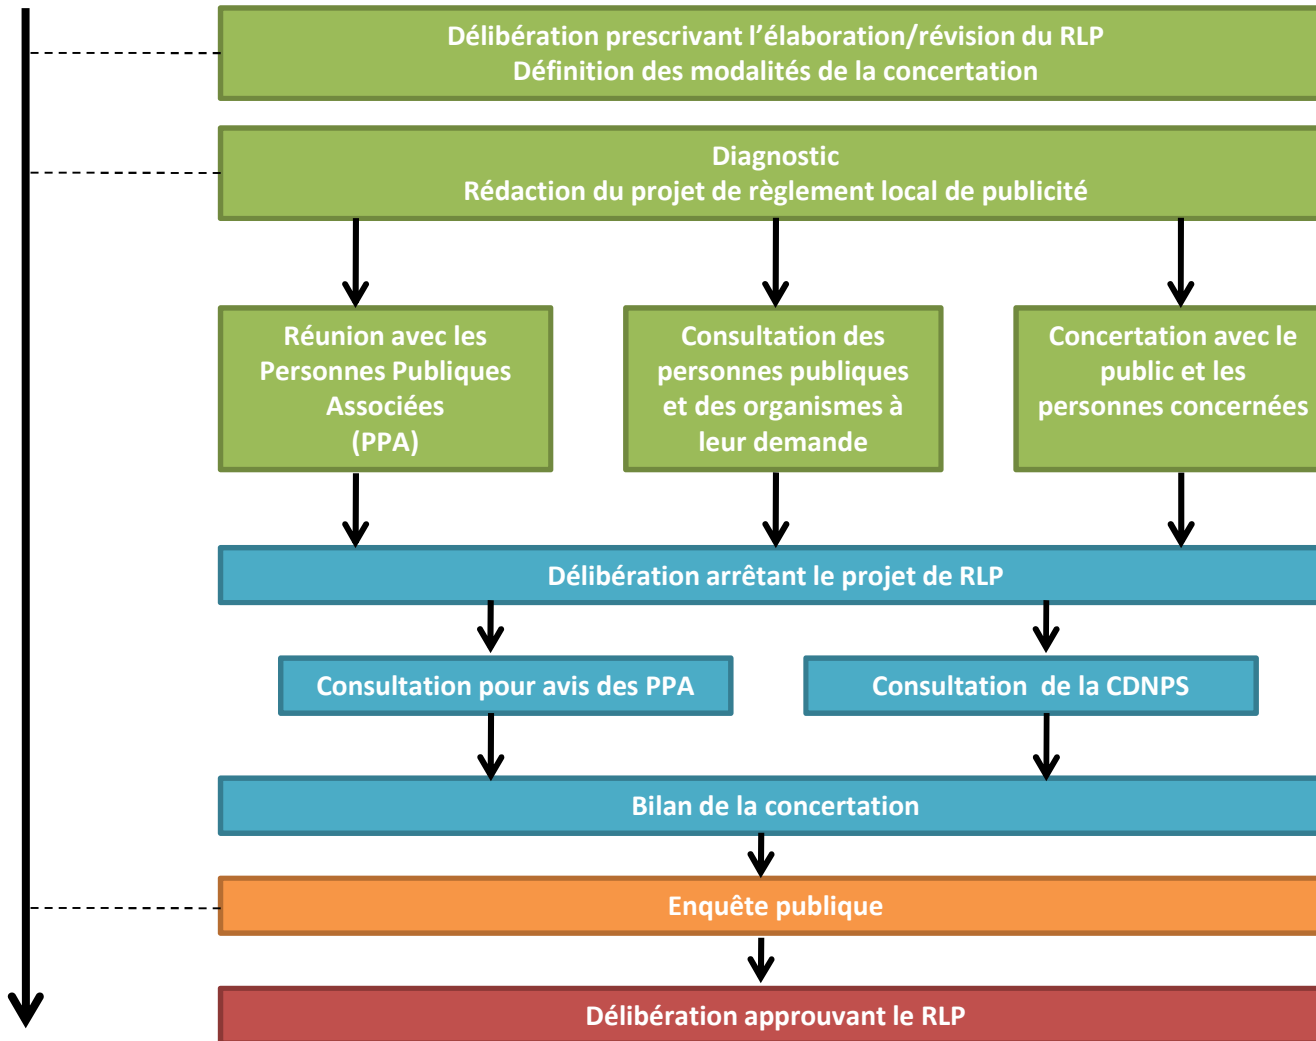 Délibération prescrivant l’élaboration/révision du RLP
Définition des modalités de la concertation
Diagnostic
Rédaction du projet de règlement local de publicité
Réunion avec les
Personnes Publiques
Associées
(PPA)
Consultation des
personnes publiques
et des organismes à
leur demande
Concertation avec le
public et les
personnes concernées
Délibération arrêtant le projet de RLP
Consultation pour avis des PPA
Consultation de la CDNPS
Bilan de la concertation
Enquête publique
Délibération approuvant le RLP